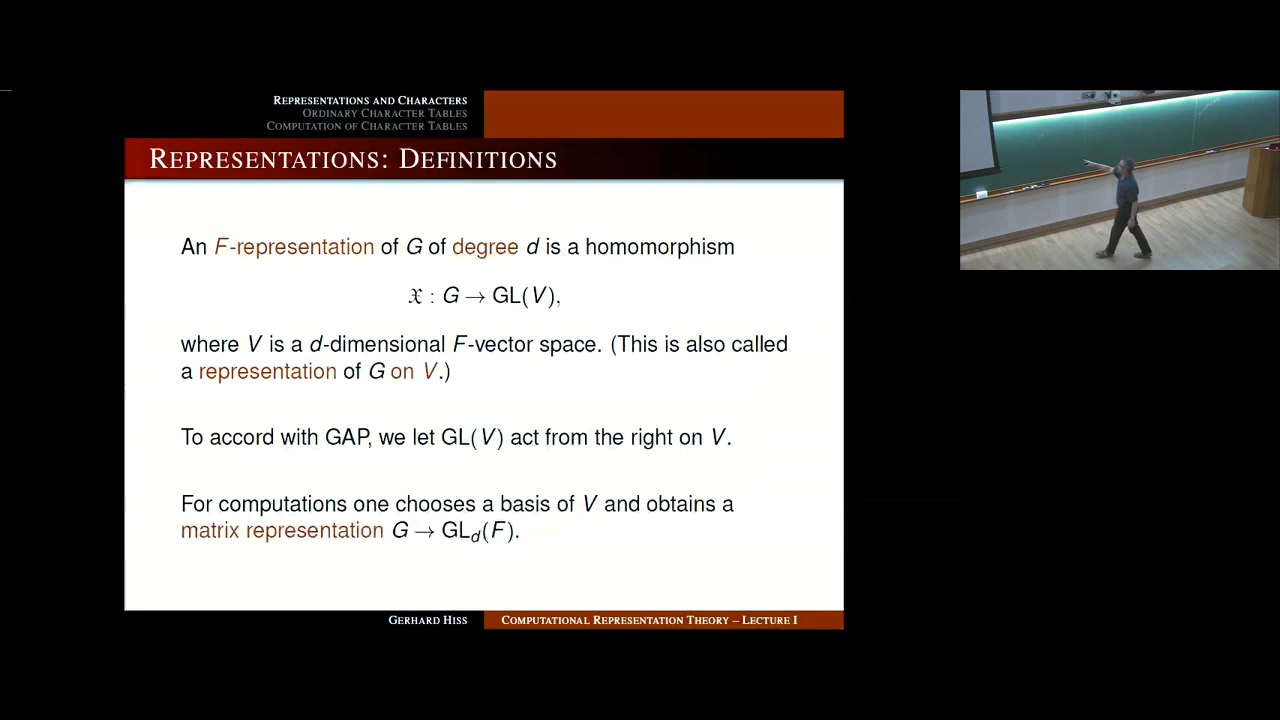 REPRESENTATIONS AND CHARACTERS
ORDINARY CHARACTER TABLES
COMPUTATION OF CHARACTER TABLES
REPRESENTATIONS: DEFINITIONS
An F-representation of G of degree d is a homomorphism
𝔛 : G → GL(V),
where V is a d-dimensional F-vector space. (This is also called
a representation of G on V.)
To accord with GAP, we let GL(V) act from the right on V.
For computations one chooses a basis of V and obtains a
matrix representation G → GL_d(F).
GERHARD HISS
COMPUTATIONAL REPRESENTATION THEORY – LECTURE I